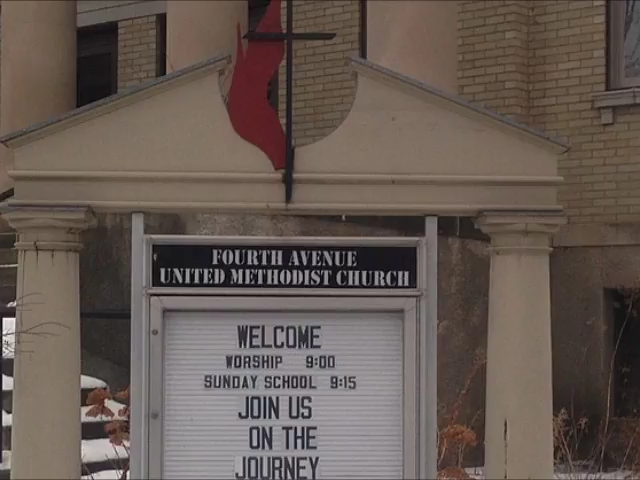 FOURTH AVENUE
UNITED METHODIST CHURCH
WELCOME
WORSHIP 9:00
SUNDAY SCHOOL 9:15
JOIN US
ON THE
JOURNEY